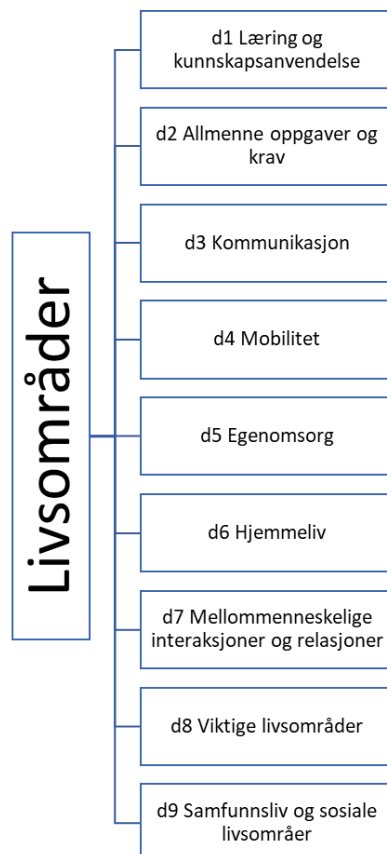 Livsområder
d1 Læring og
kunnskapsanvendelse
d2 Allmenne oppgaver og
krav
d3 Kommunikasjon
d4 Mobilitet
d5 Egenomsorg
d6 Hjemmeliv
d7 Mellommenneskelige
interaksjoner og relasjoner
d8 Viktige livsområder
d9 Samfunnsliv og sosiale
livsområer